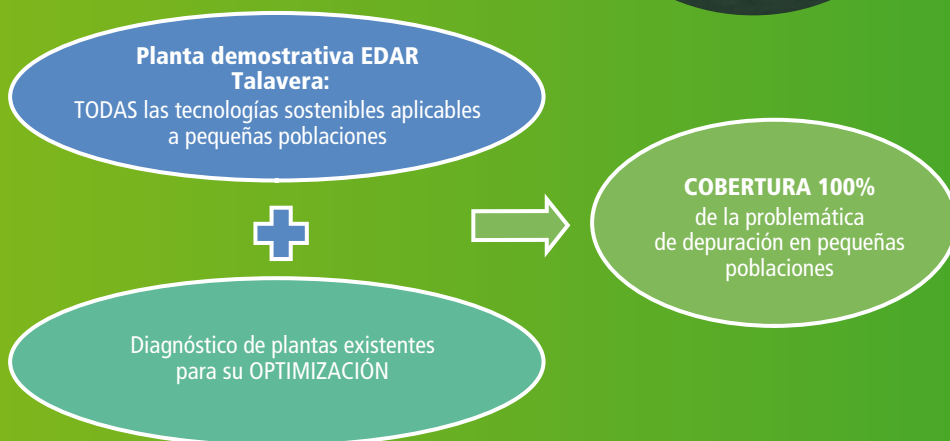 Planta demostrativa EDAR
Talavera:
TODAS las tecnologías sostenibles aplicables
a pequeñas poblaciones
Diagnóstico de plantas existentes
para su OPTIMIZACIÓN
COBERTURA 100%
de la problemática
de depuración en pequeñas
poblaciones